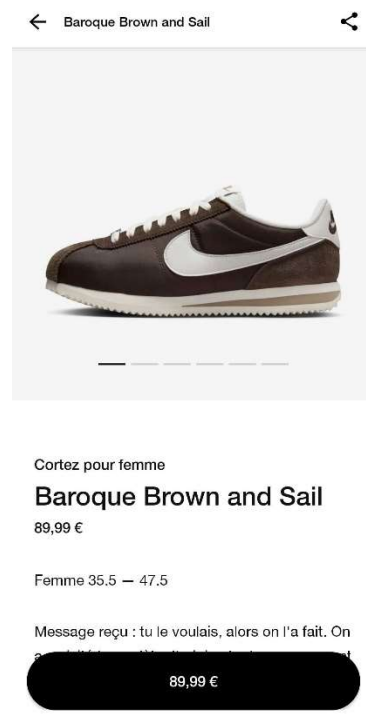 Baroque Brown and Sail
Cortez pour femme
Baroque Brown and Sail
89,99 €
Femme 35.5 — 47.5
Message reçu : tu le voulais, alors on l'a fait. On
89,99 €